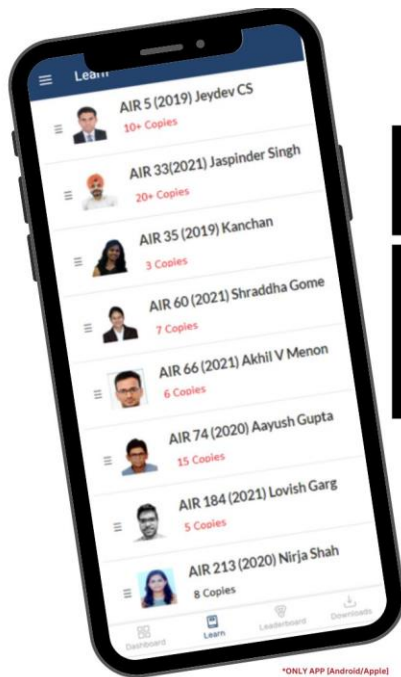 Learn
AIR 5 (2019) Jeydev CS
10+ Copies
AIR 33(2021) Jaspinder Singh
20+ Copies
AIR 35 (2019) Kanchan
3 Copies
AIR 60 (2021) Shraddha Gome
7 Copies
AIR 66 (2021) Akhil V Menon
6 Copies
AIR 74 (2020) Aayush Gupta
15 Copies
AIR 184 (2021) Lovish Garg
5 Copies
AIR 213 (2020) Nirja Shah
8 Copies
Dashboard
Learn
Leaderboard
Downloads
*ONLY APP (Android/Apple)